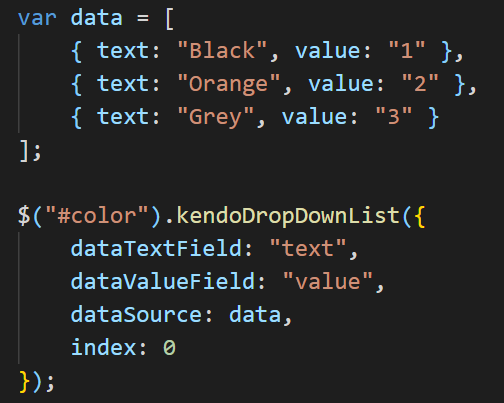 var data = [
    { text: "Black", value: "1" },
    { text: "Orange", value: "2" },
    { text: "Grey", value: "3" }
];

$("#color").kendoDropDownList({
    dataTextField: "text",
    dataValueField: "value",
    dataSource: data,
    index: 0
});